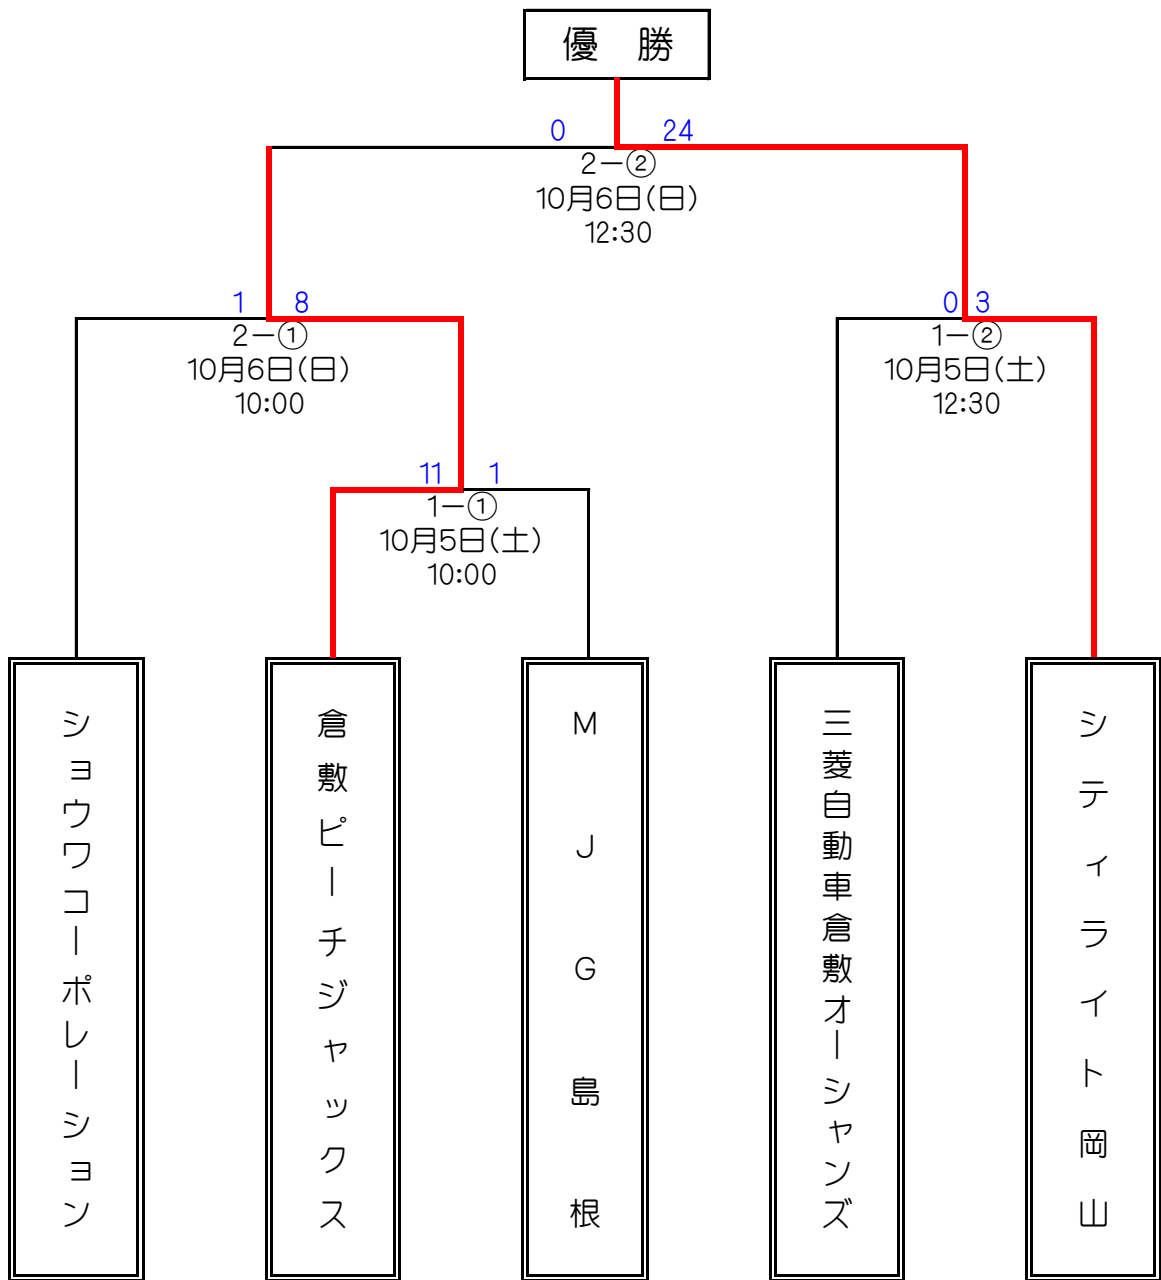 優　勝
0 24
2－②
10月6日(日)
12:30
1 8
2－①
10月6日(日)
10:00
0 3
1－②
10月5日(土)
12:30
11 1
1－①
10月5日(土)
10:00
ショウワコーポレーション
倉敷ピーチジャックス
MJG島根
三菱自動車倉敷オーシャンズ
シティライト岡山